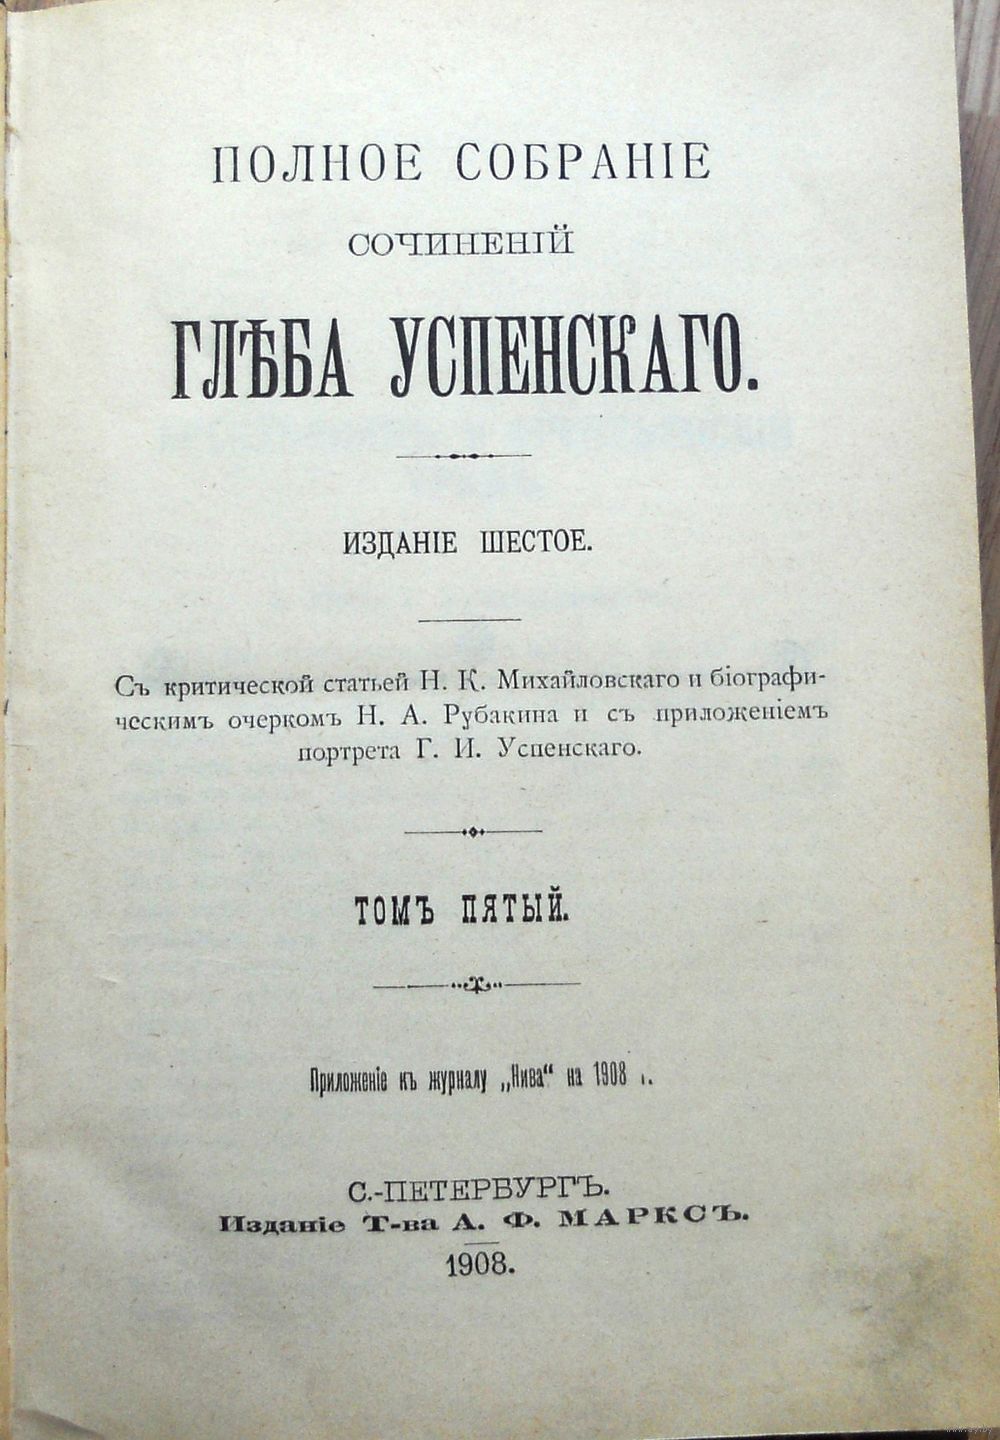 ПОЛНОЕ СОБРАНІЕ
СОЧИНЕНІЙ
ГЛѢБА УСПЕНСКАГО.
ИЗДАНІЕ ШЕСТОЕ.
Съ критической статьей Н. К. Михайловскаго и біографи-
ческимъ очеркомъ Н. А. Рубакина и съ приложеніемъ
портрета Г. И. Успенскаго.
ТОМЪ ПЯТЫЙ.
Приложеніе къ журналу „Нива“ на 1908 г.
С.-ПЕТЕРБУРГЪ.
Изданіе Т-ва А. Ф. МАРКСЪ.
1908.